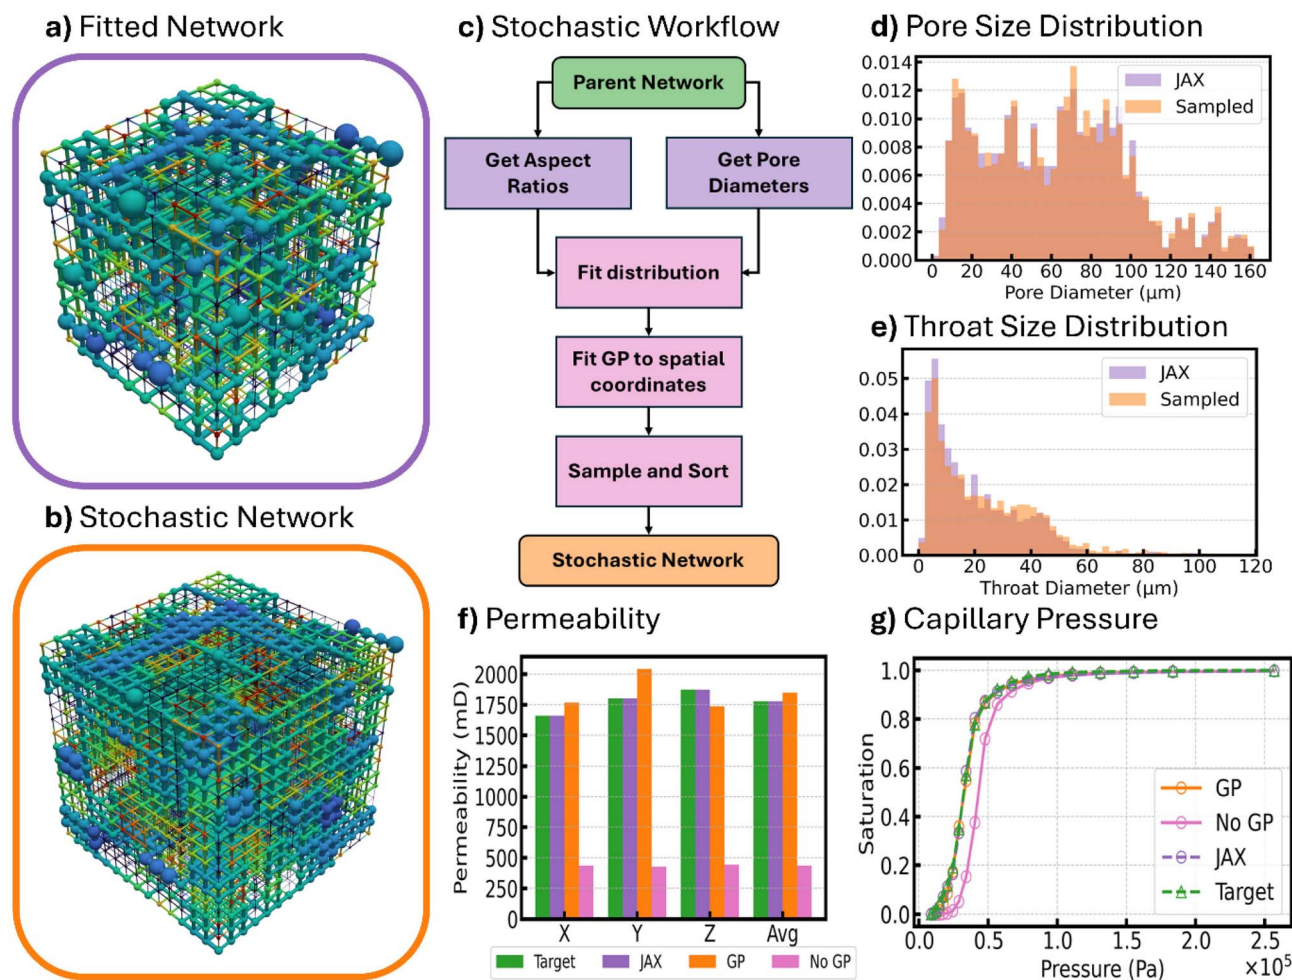 a) Fitted Network
b) Stochastic Network
c) Stochastic Workflow
Parent Network
Get Aspect
Ratios
Get Pore
Diameters
Fit distribution
Fit GP to spatial
coordinates
Sample and Sort
Stochastic Network
d) Pore Size Distribution
0.014
0.012
0.010
0.008
0.006
0.004
0.002
0.000
JAX
Sampled
0 20 40 60 80 100 120 140 160
Pore Diameter (μm)
e) Throat Size Distribution
0.05
0.04
0.03
0.02
0.01
0.00
JAX
Sampled
0 20 40 60 80 100 120
Throat Diameter (μm)
f) Permeability
Permeability (mD)
2000
1750
1500
1250
1000
750
500
250
0
X Y Z Avg
Target JAX GP No GP
g) Capillary Pressure
Saturation
1.0
0.8
0.6
0.4
0.2
0.0
GP
No GP
JAX
Target
0.0 0.5 1.0 1.5 2.0 2.5
Pressure (Pa) ×10⁵